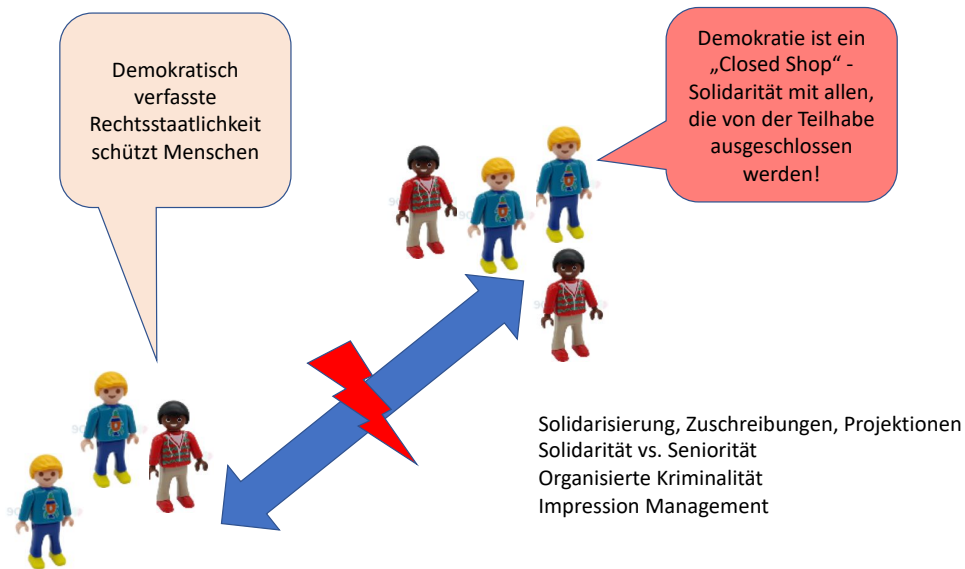 Demokratisch
verfasste
Rechtsstaatlichkeit
schützt Menschen
Demokratie ist ein
„Closed Shop“ -
Solidarität mit allen,
die von der Teilhabe
ausgeschlossen
werden!
Solidarisierung, Zuschreibungen, Projektionen
Solidarität vs. Seniorität
Organisierte Kriminalität
Impression Management